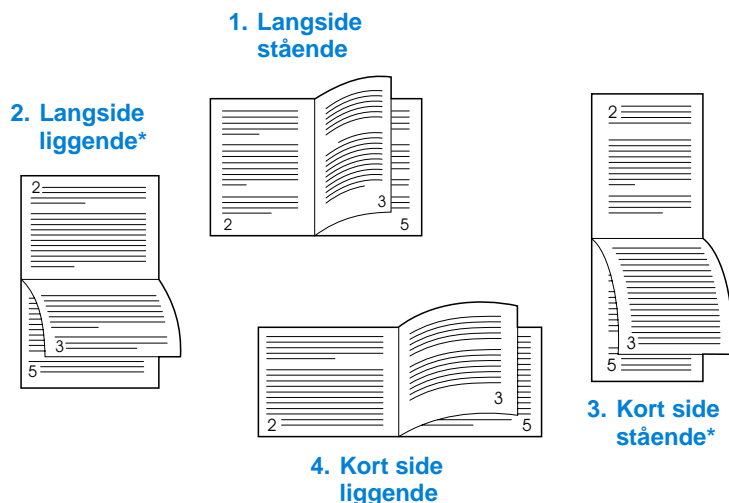 1. Langside
stående
2. Langside
liggende*
2
3
5
2
3
5
2
3
5
2
3
5
3. Kort side
stående*
4. Kort side
liggende